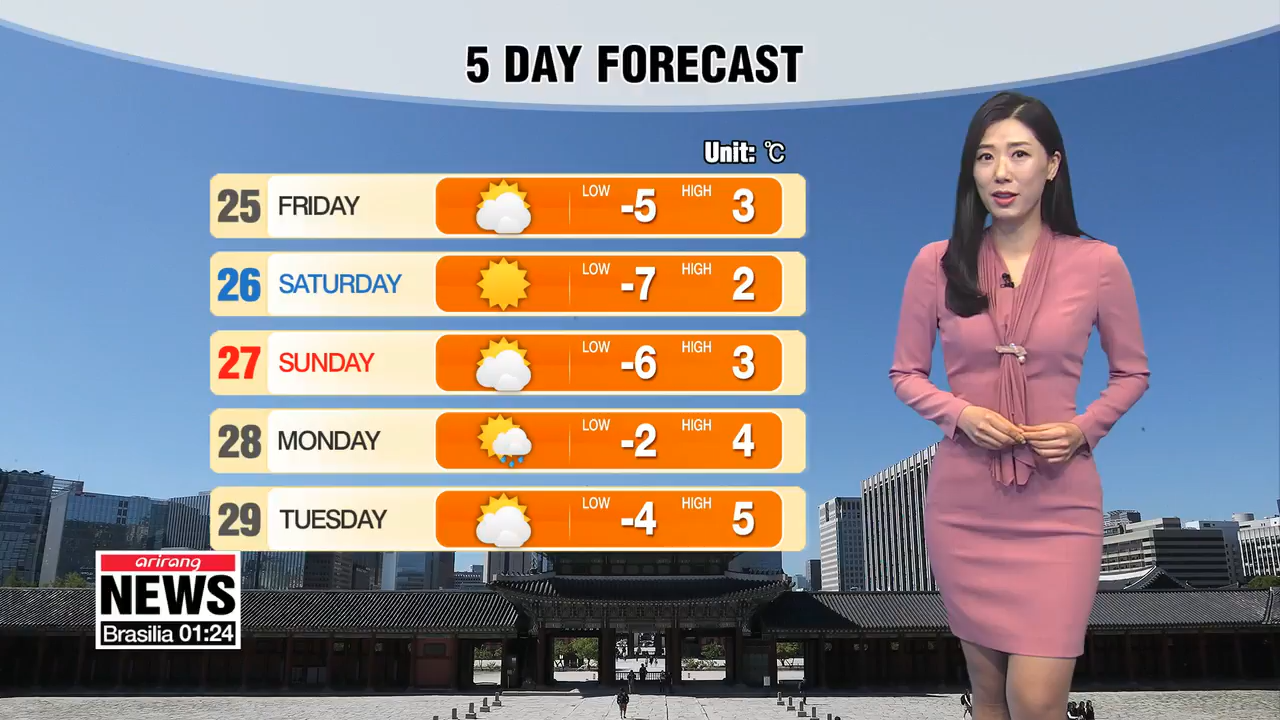 5 DAY FORECAST
Unit: ℃
25 FRIDAY LOW -5 HIGH 3
26 SATURDAY LOW -7 HIGH 2
27 SUNDAY LOW -6 HIGH 3
28 MONDAY LOW -2 HIGH 4
29 TUESDAY LOW -4 HIGH 5
arirang
NEWS
Brasilia 01:24